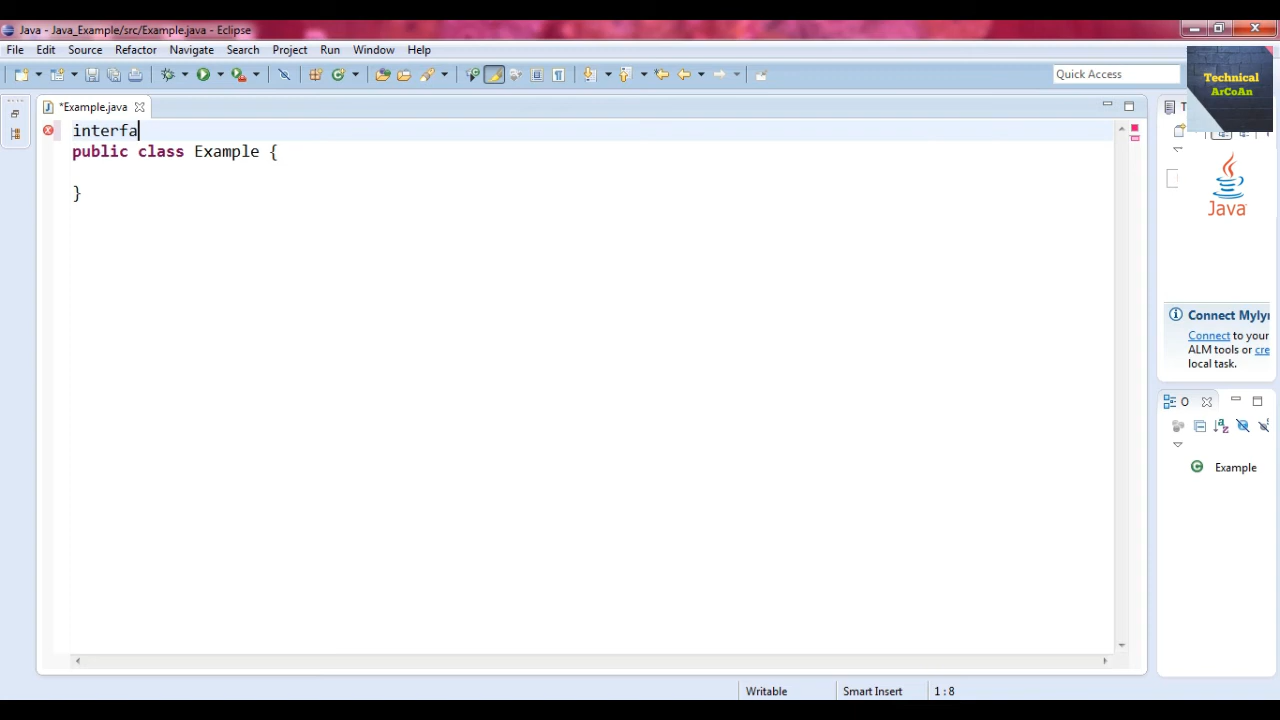 Java - Java_Example/src/Example.java - Eclipse
File Edit Source Refactor Navigate Search Project Run Window Help
Quick Access
Technical
ArCoAn
*Example.java
interfa
public class Example {
}
Java
Connect Myly
Connect to your
ALM tools or cre
local task.
O
Example
Writable Smart Insert 1 : 8